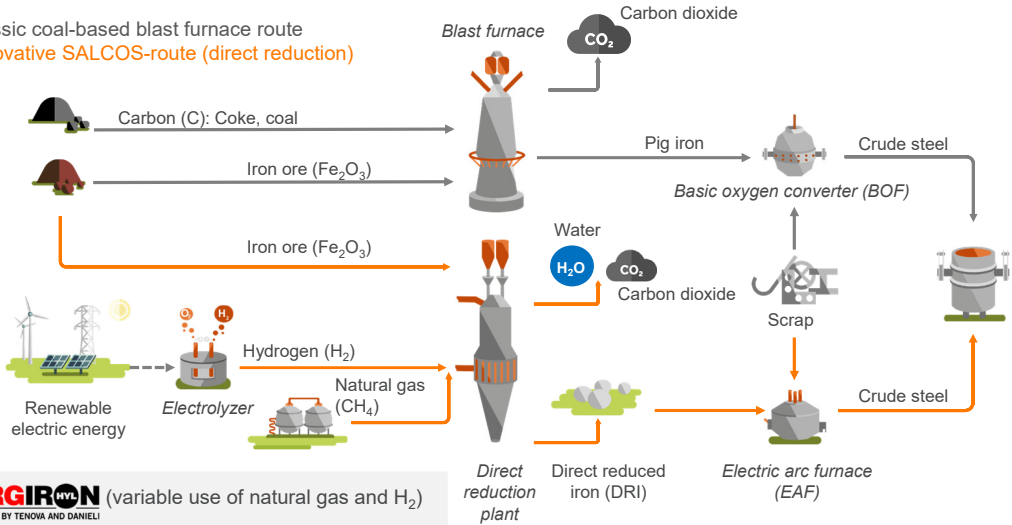 ssic coal-based blast furnace route
ovative SALCOS-route (direct reduction)
Blast furnace
Carbon dioxide
CO₂
Carbon (C): Coke, coal
Iron ore (Fe₂O₃)
Pig iron
Crude steel
Basic oxygen converter (BOF)
Iron ore (Fe₂O₃)
Water
H₂O
CO₂
Carbon dioxide
Scrap
O₂
H₂
Hydrogen (H₂)
Natural gas
(CH₄)
Renewable
electric energy
Electrolyzer
Crude steel
Direct
reduction
plant
Direct reduced
iron (DRI)
Electric arc furnace
(EAF)
RGIRON HYL (variable use of natural gas and H₂)
BY TENOVA AND DANIELI